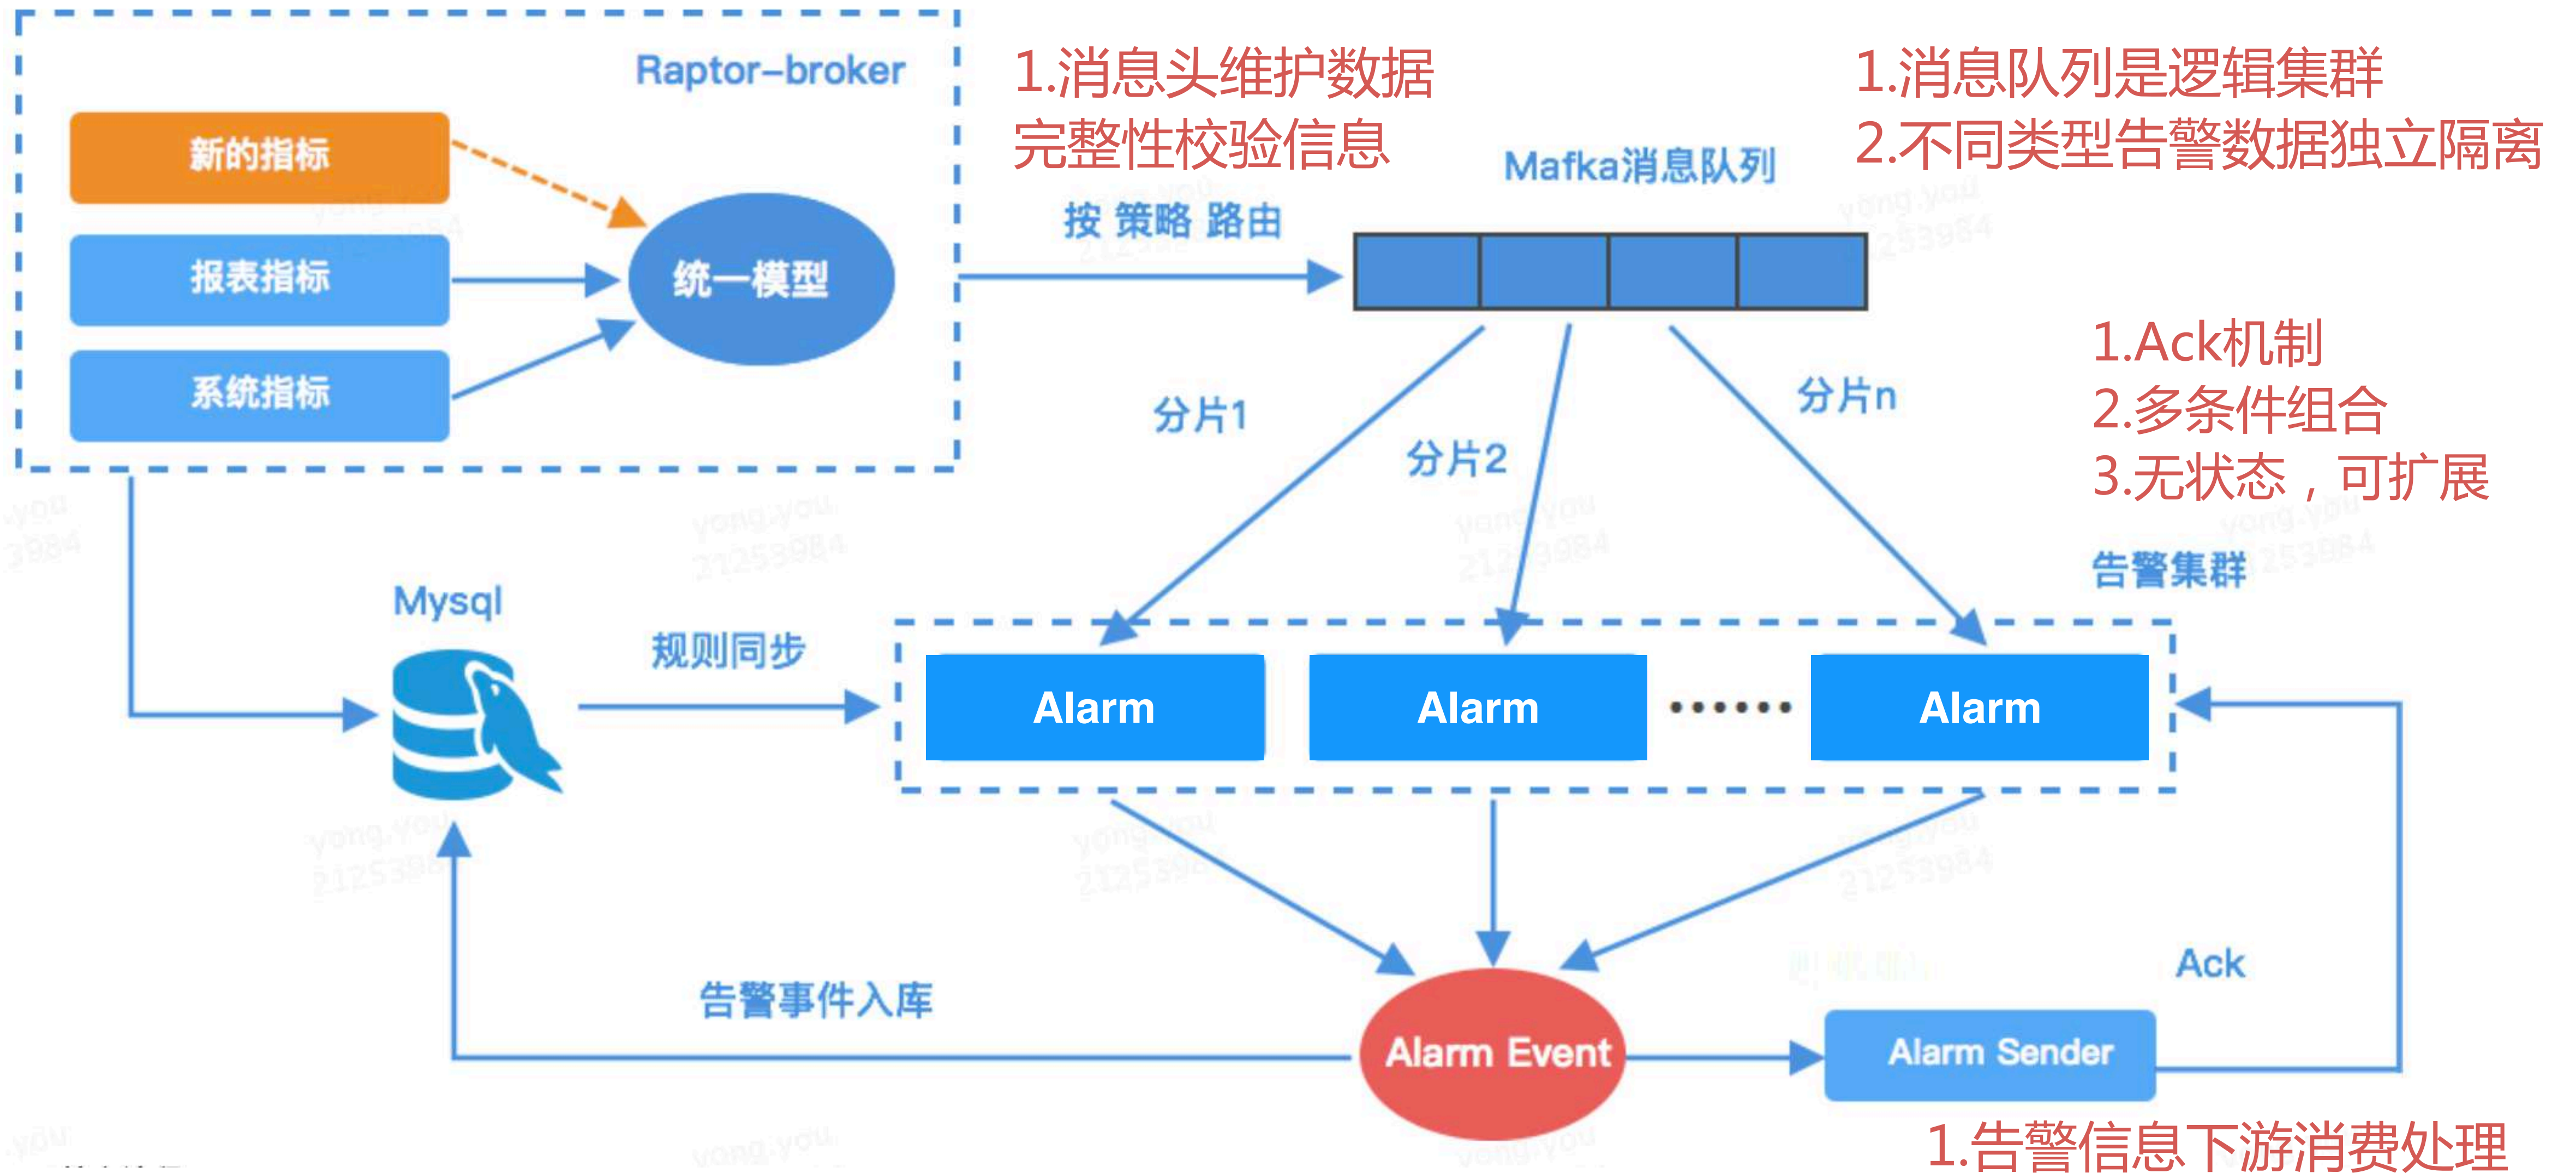 Raptor-broker
新的指标
报表指标
系统指标
统一模型
1.消息头维护数据
完整性校验信息
按 策略 路由
Mafka消息队列
1.消息队列是逻辑集群
2.不同类型告警数据独立隔离
分片1
分片2
分片n
1.Ack机制
2.多条件组合
3.无状态，可扩展
告警集群
Mysql
规则同步
Alarm
Alarm
......
Alarm
告警事件入库
Alarm Event
Alarm Sender
Ack
1.告警信息下游消费处理
yong.you
21253984